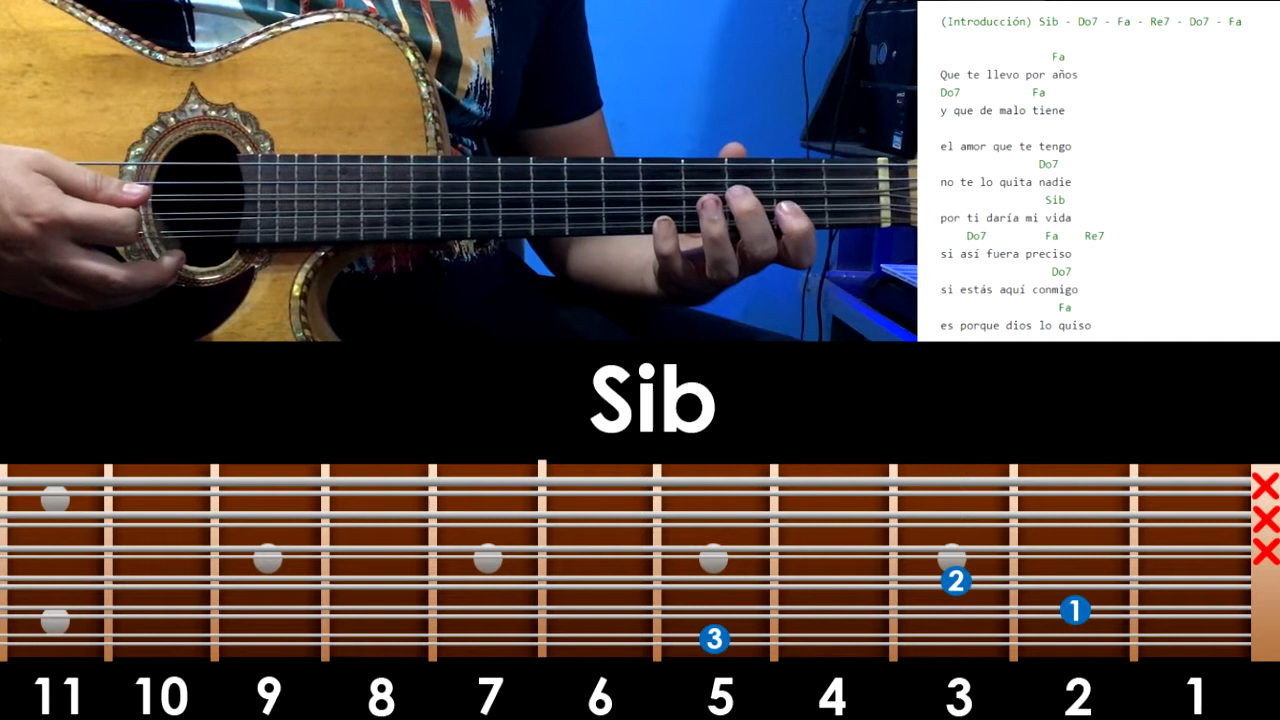 (Introducción) Sib - Do7 - Fa - Re7 - Do7 - Fa
Fa
Que te llevo por años
Do7 Fa
y que de malo tiene
el amor que te tengo
Do7
no te lo quita nadie
Sib
por ti daría mi vida
Do7 Fa Re7
si así fuera preciso
Do7
si estás aquí conmigo
Fa
es porque dios lo quiso
Sib
2
1
3
11 10 9 8 7 6 5 4 3 2 1